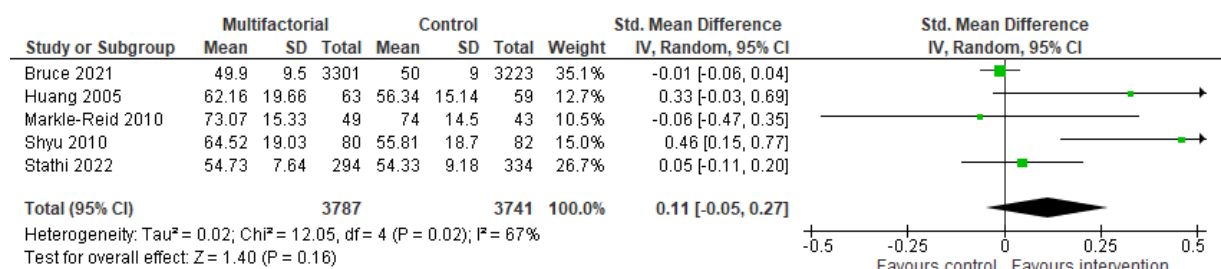 Multifactorial Control Std. Mean Difference Std. Mean Difference
Study or Subgroup Mean SD Total Mean SD Total Weight IV, Random, 95% CI IV, Random, 95% CI
Bruce 2021 49.9 9.5 3301 50 9 3223 35.1% -0.01 [-0.06, 0.04]
Huang 2005 62.16 19.66 63 56.34 15.14 59 12.7% 0.33 [-0.03, 0.69]
Markle-Reid 2010 73.07 15.33 49 74 14.5 43 10.5% -0.06 [-0.47, 0.35]
Shyu 2010 64.52 19.03 80 55.81 18.7 82 15.0% 0.46 [0.15, 0.77]
Stathi 2022 54.73 7.64 294 54.33 9.18 334 26.7% 0.05 [-0.11, 0.20]
Total (95% CI) 3787 3741 100.0% 0.11 [-0.05, 0.27]
Heterogeneity: Tau² = 0.02; Chi² = 12.05, df = 4 (P = 0.02); I² = 67%
Test for overall effect: Z = 1.40 (P = 0.16)
-0.5 -0.25 0 0.25 0.5
Favours control Favours intervention